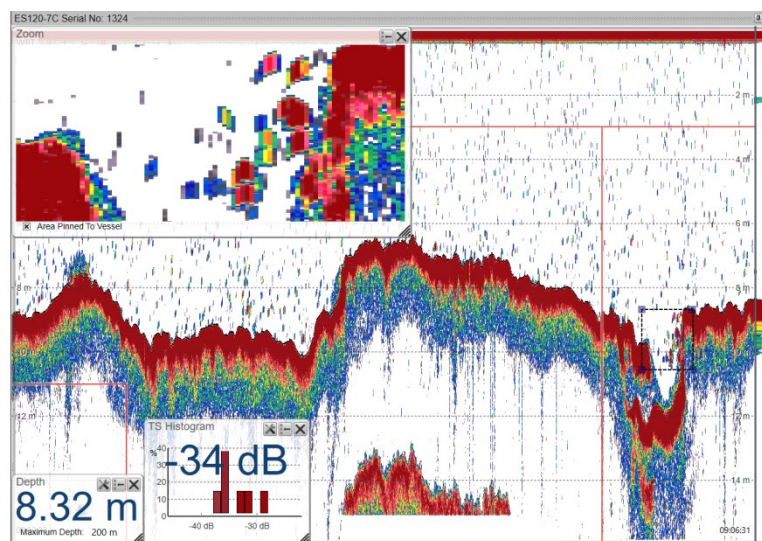 ES120-7C Serial No: 1324
Zoom
2 m
4 m
Area Pinned To Vessel
6 m
8 m
8 m
10 m
10 m
12 m
12 m
TS Histogram
%
-34 dB
40
30
20
10
0
-40 dB
-30 dB
Depth
8.32 m
Maximum Depth: 200 m
14 m
09:06:31